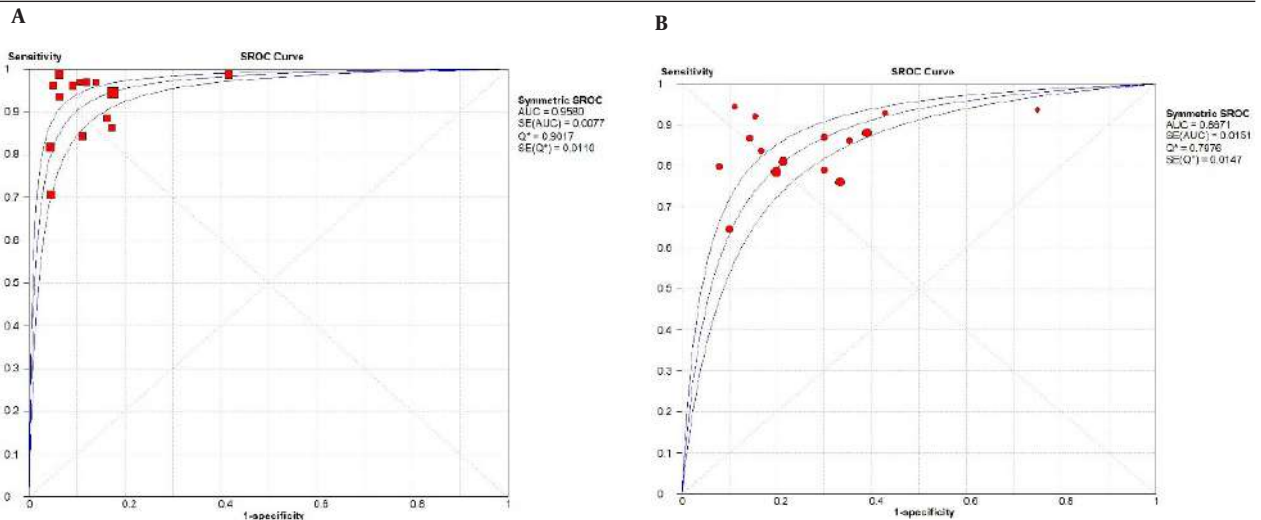 A
Sensitivity SROC Curve
1
0.9
0.8
0.7
0.6
0.5
0.4
0.3
0.2
0.1
0
0 0.2 0.4 0.6 0.8 1
1-specificity
Symmetric SROC
AUC = 0.9580
SE(AUC) = 0.0077
Q* = 0.9017
SE(Q*) = 0.0110
B
Sensitivity SROC Curve
1
0.9
0.8
0.7
0.6
0.5
0.4
0.3
0.2
0.1
0
0 0.2 0.4 0.6 0.8 1
1-specificity
Symmetric SROC
AUC = 0.8671
SE(AUC) = 0.0151
Q* = 0.7976
SE(Q*) = 0.0147